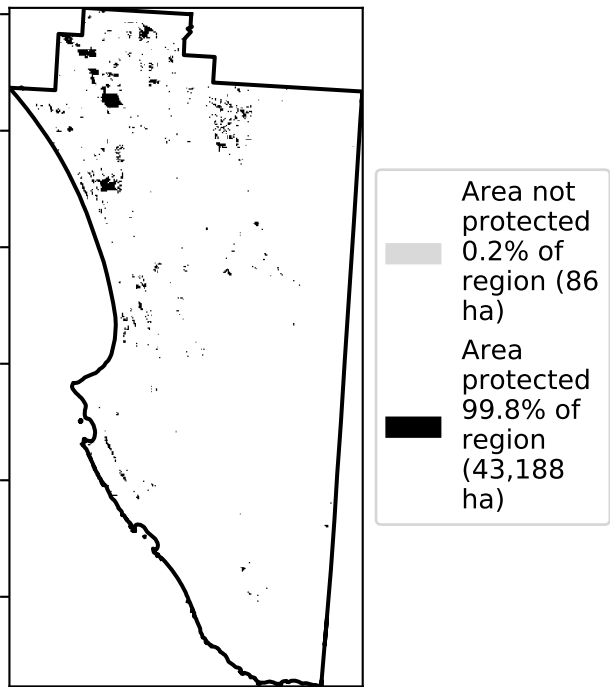 Area not
protected
0.2% of
region (86
ha)
Area
protected
99.8% of
region
(43,188
ha)